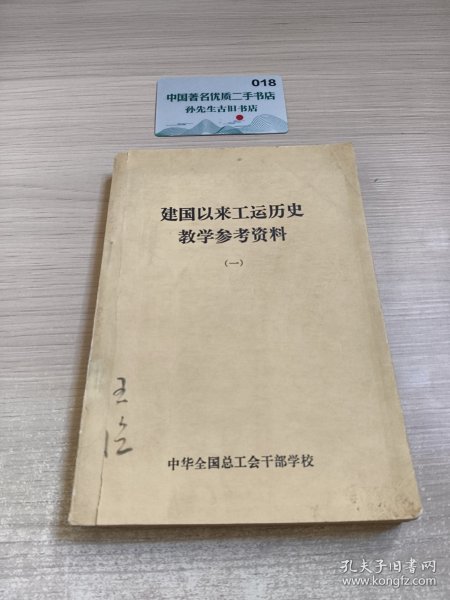 018
中国著名优质二手书店
孙先生古旧书店
建国以来工运历史
教学参考资料
（一）
王
中华全国总工会干部学校
孔夫子旧书网
www.kongfz.com